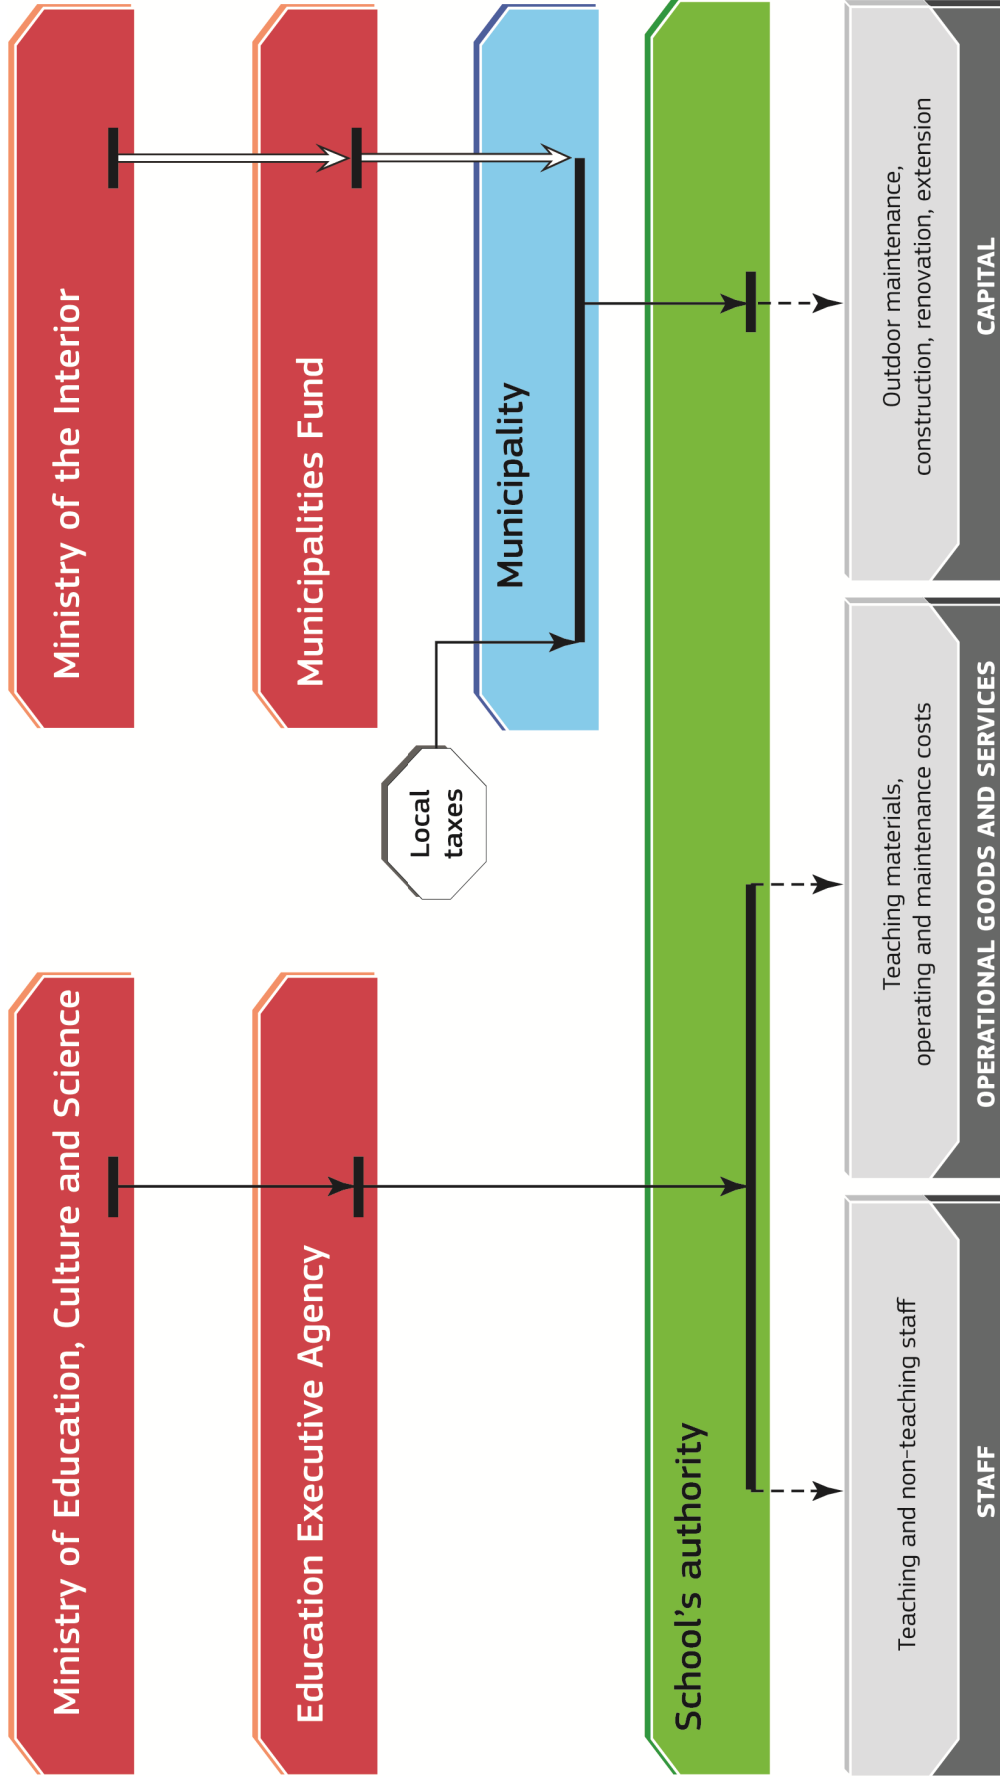 Ministry of Education, Culture and Science
Ministry of the Interior
Education Executive Agency
Municipalities Fund
Local
taxes
Municipality
School’s authority
Teaching and non-teaching staff
Teaching materials,
operating and maintenance costs
Outdoor maintenance,
construction, renovation, extension
STAFF
OPERATIONAL GOODS AND SERVICES
CAPITAL